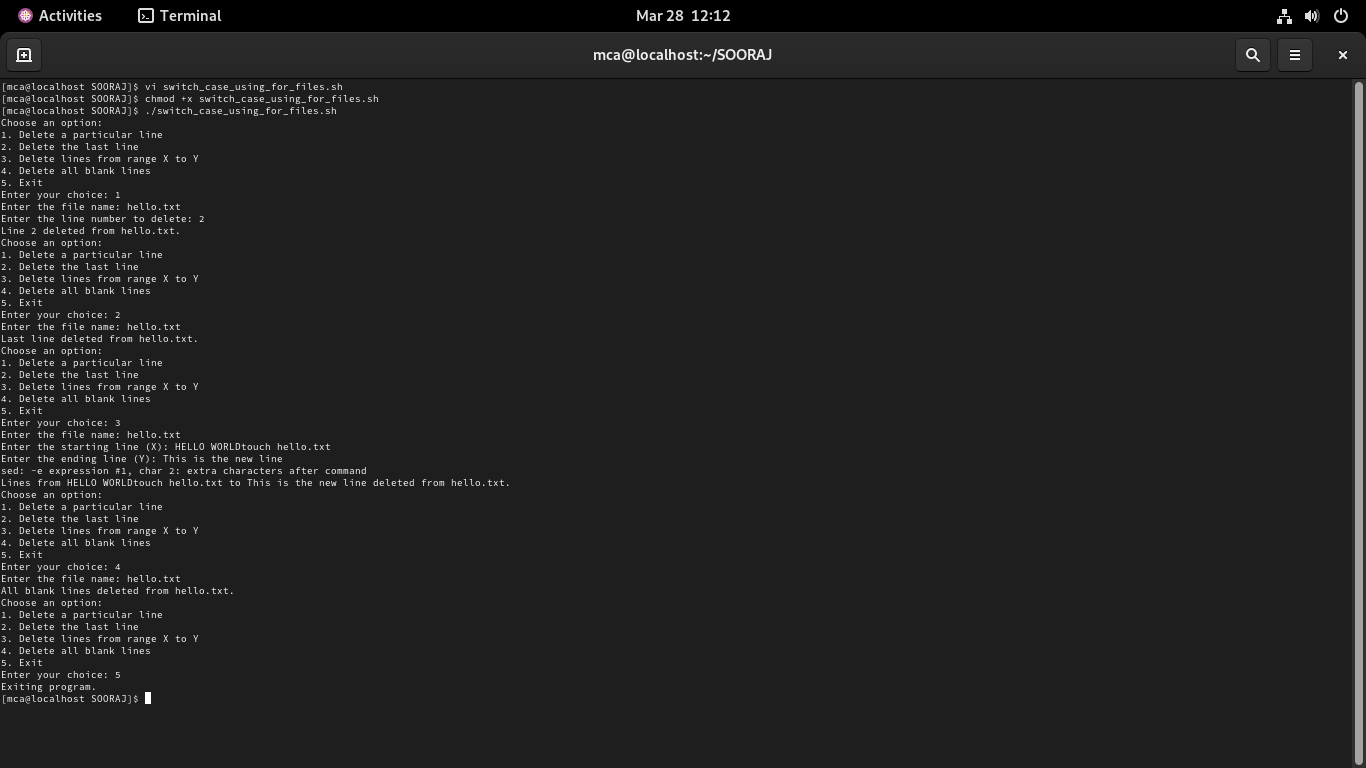 Activities
Terminal
Mar 28 12:12
mca@localhost:~/SOORAJ
[mca@localhost SOORAJ]$ vi switch_case_using_for_files.sh
[mca@localhost SOORAJ]$ chmod +x switch_case_using_for_files.sh
[mca@localhost SOORAJ]$ ./switch_case_using_for_files.sh
Choose an option:
1. Delete a particular line
2. Delete the last line
3. Delete lines from range X to Y
4. Delete all blank lines
5. Exit
Enter your choice: 1
Enter the file name: hello.txt
Enter the line number to delete: 2
Line 2 deleted from hello.txt.
Choose an option:
1. Delete a particular line
2. Delete the last line
3. Delete lines from range X to Y
4. Delete all blank lines
5. Exit
Enter your choice: 2
Enter the file name: hello.txt
Last line deleted from hello.txt.
Choose an option:
1. Delete a particular line
2. Delete the last line
3. Delete lines from range X to Y
4. Delete all blank lines
5. Exit
Enter your choice: 3
Enter the file name: hello.txt
Enter the starting line (X): HELLO WORLDtouch hello.txt
Enter the ending line (Y): This is the new line
sed: -e expression #1, char 2: extra characters after command
Lines from HELLO WORLDtouch hello.txt to This is the new line deleted from hello.txt.
Choose an option:
1. Delete a particular line
2. Delete the last line
3. Delete lines from range X to Y
4. Delete all blank lines
5. Exit
Enter your choice: 4
Enter the file name: hello.txt
All blank lines deleted from hello.txt.
Choose an option:
1. Delete a particular line
2. Delete the last line
3. Delete lines from range X to Y
4. Delete all blank lines
5. Exit
Enter your choice: 5
Exiting program.
[mca@localhost SOORAJ]$